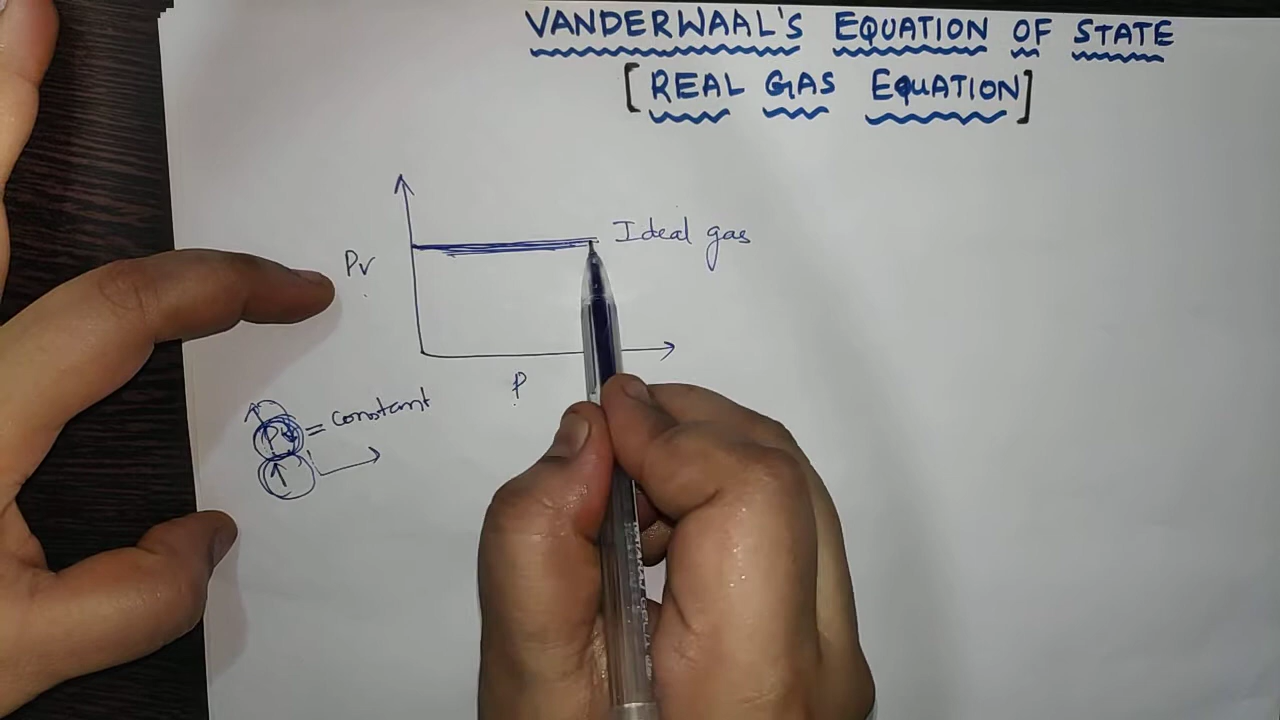 VANDERWAAL'S EQUATION OF STATE
[REAL GAS EQUATION]
Ideal gas
Pv
P
PV = constant
↑